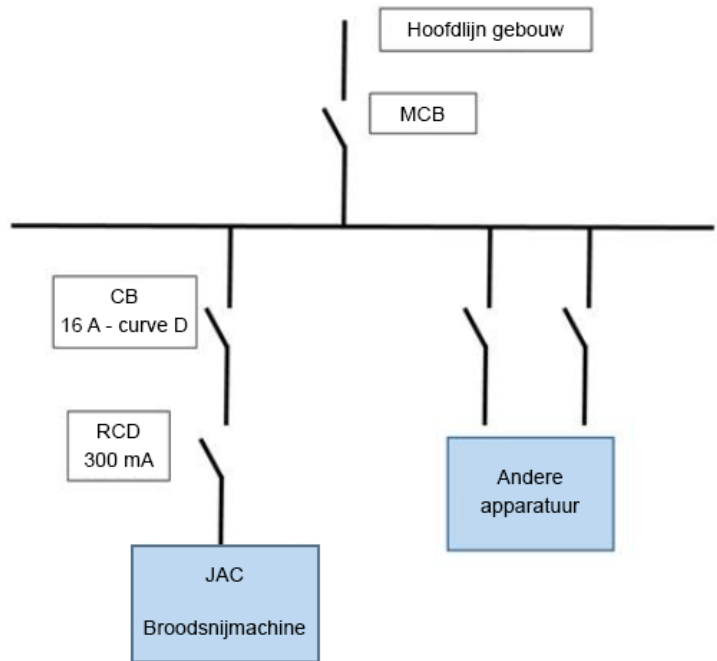 Hoofdlijn gebouw
MCB
CB
16 A - curve D
RCD
300 mA
Andere
apparatuur
JAC
Broodsnijmachine